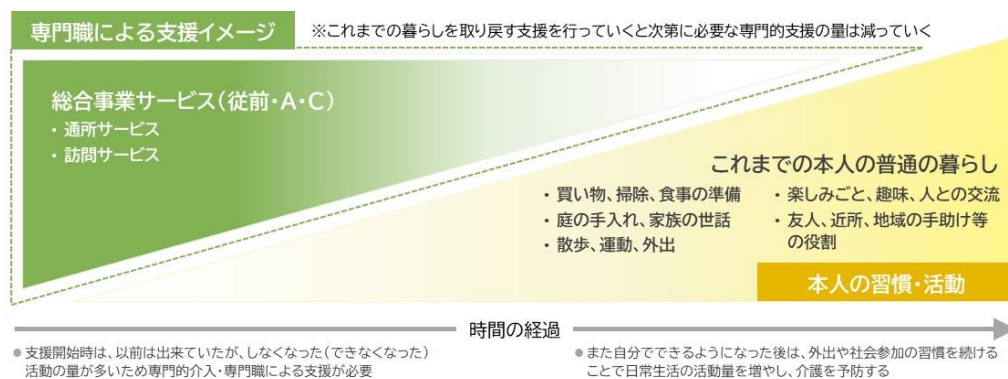 専門職による支援イメージ
※これまでの暮らしを取り戻す支援を行っていくと次第に必要な専門的支援の量は減っていく
総合事業サービス(従前・A・C)
・通所サービス
・訪問サービス
これまでの本人の普通の暮らし
・買い物、掃除、食事の準備
・庭の手入れ、家族の世話
・散歩、運動、外出
・楽しみごと、趣味、人との交流
・友人、近所、地域の手助け等
の役割
本人の習慣・活動
時間の経過
●支援開始時は、以前は出来ていたが、しなくなった(できなくなった)
活動の量が多いため専門的介入・専門職による支援が必要
●また自分でできるようになった後は、外出や社会参加の習慣を続ける
ことで日常生活の活動量を増やし、介護を予防する